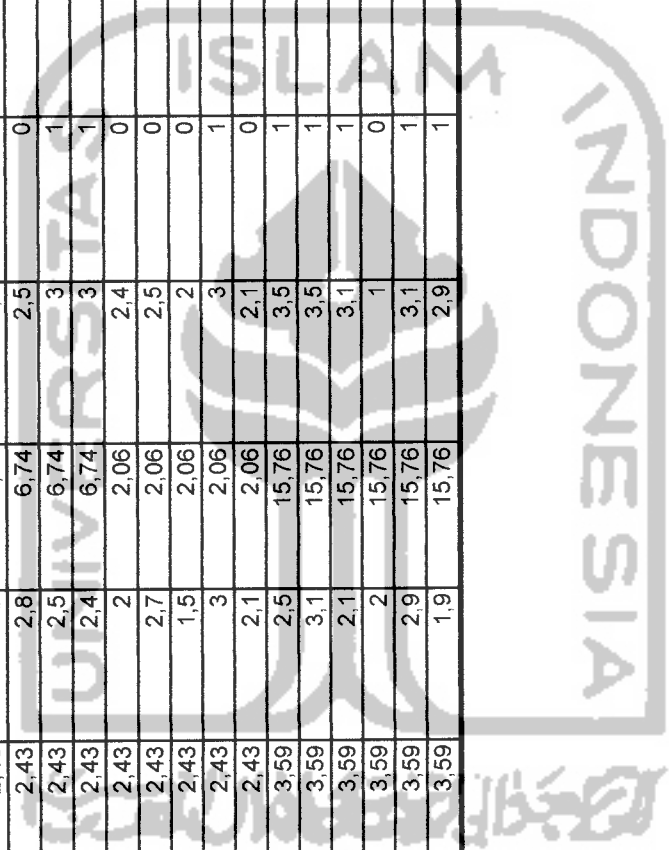 2,43 2,8 6,74 2,5 0
2,43 2,5 6,74 3 1
2,43 2,4 6,74 3 1
2,43 2 2,06 2,4 0
2,43 2,7 2,06 2,5 0
2,43 1,5 2,06 2 0
2,43 3 2,06 3 1
2,43 2,1 2,06 2,1 0
3,59 2,5 15,76 3,5 1
3,59 3,1 15,76 3,5 1
3,59 2,1 15,76 3,1 1
3,59 2 15,76 1 0
3,59 2,9 15,76 3,1 1
3,59 1,9 15,76 2,9 1
UNIVERSITAS
ISLAM
INDONESIA